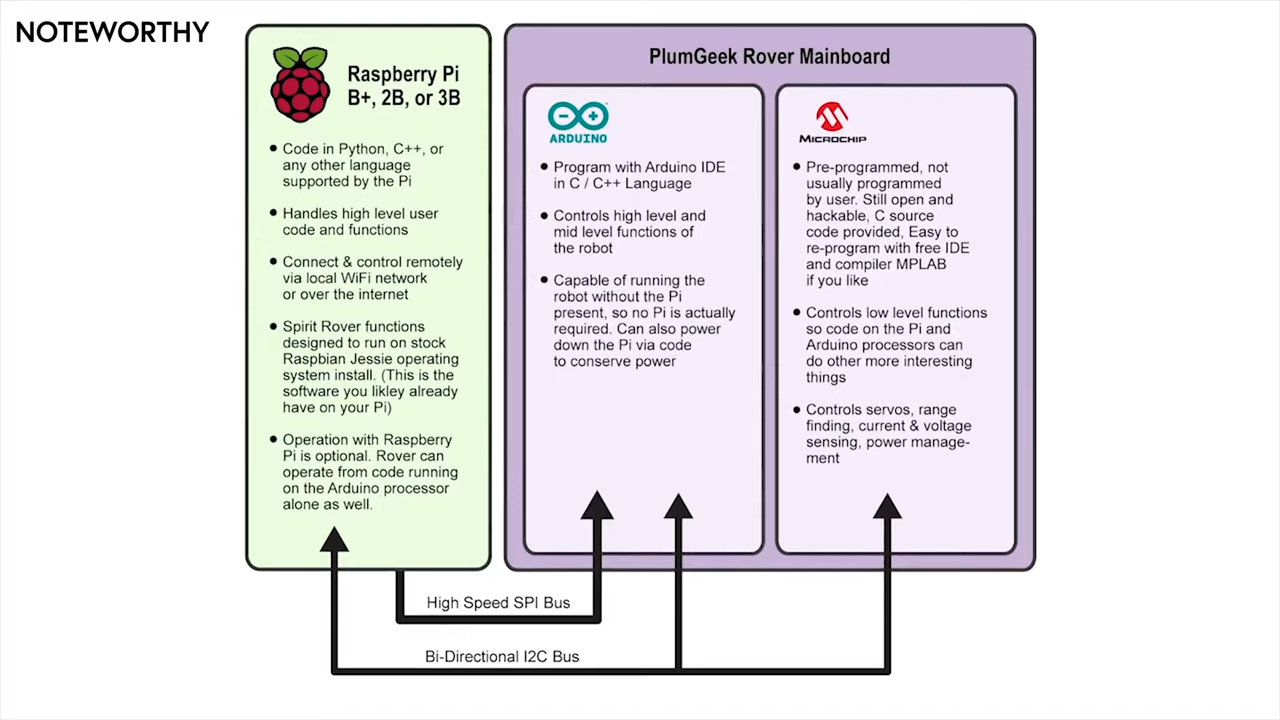 NOTEWORTHY
Raspberry Pi
B+, 2B, or 3B
• Code in Python, C++, or
any other language
supported by the Pi
• Handles high level user
code and functions
• Connect & control remotely
via local WiFi network
or over the internet
• Spirit Rover functions
designed to run on stock
Raspbian Jessie operating
system install. (This is the
software you likley already
have on your Pi)
• Operation with Raspberry
Pi is optional. Rover can
operate from code running
on the Arduino processor
alone as well.
PlumGeek Rover Mainboard
ARDUINO
• Program with Arduino IDE
in C / C++ Language
• Controls high level and
mid level functions of
the robot
• Capable of running the
robot without the Pi
present, so no Pi is actually
required. Can also power
down the Pi via code
to conserve power
MICROCHIP
• Pre-programmed, not
usually programmed
by user. Still open and
hackable, C source
code provided, Easy to
re-program with free IDE
and compiler MPLAB
if you like
• Controls low level functions
so code on the Pi and
Arduino processors can
do other more interesting
things
• Controls servos, range
finding, current & voltage
sensing, power manage-
ment
High Speed SPI Bus
Bi-Directional I2C Bus